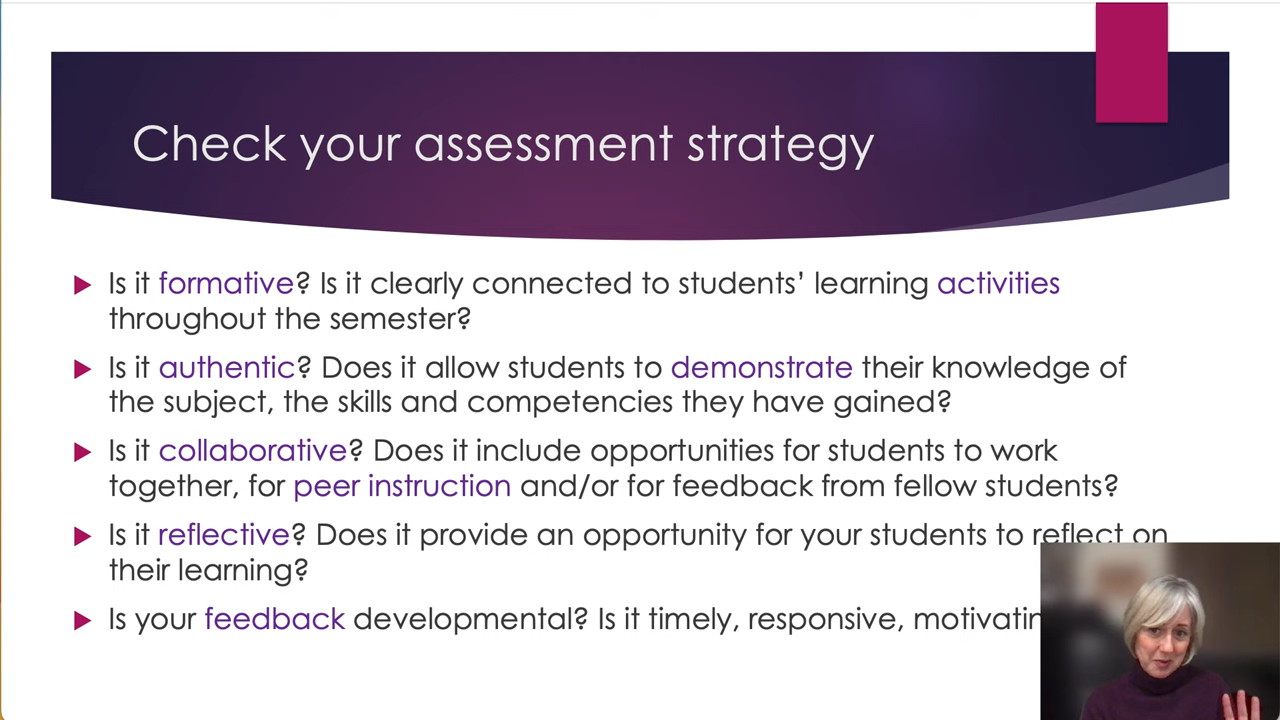 Check your assessment strategy
Is it formative? Is it clearly connected to students’ learning activities
throughout the semester?
Is it authentic? Does it allow students to demonstrate their knowledge of
the subject, the skills and competencies they have gained?
Is it collaborative? Does it include opportunities for students to work
together, for peer instruction and/or for feedback from fellow students?
Is it reflective? Does it provide an opportunity for your students to reflect on
their learning?
Is your feedback developmental? Is it timely, responsive,